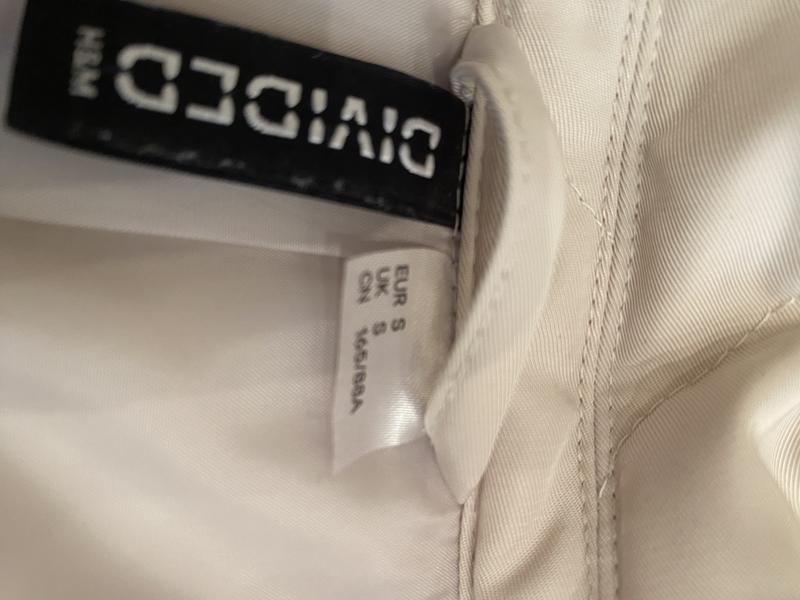 DIVIDED
H&M
EUR S
UK S
CN 165/88A